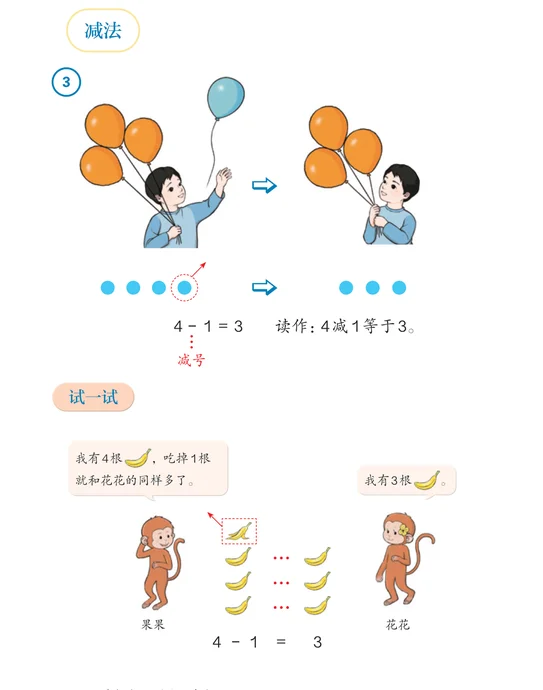 减法
3
4-1=3 读作：4减1等于3。
减号
试一试
我有4根，吃掉1根
就和花花的同样多了。
我有3根。
果果
花花
4 - 1 = 3